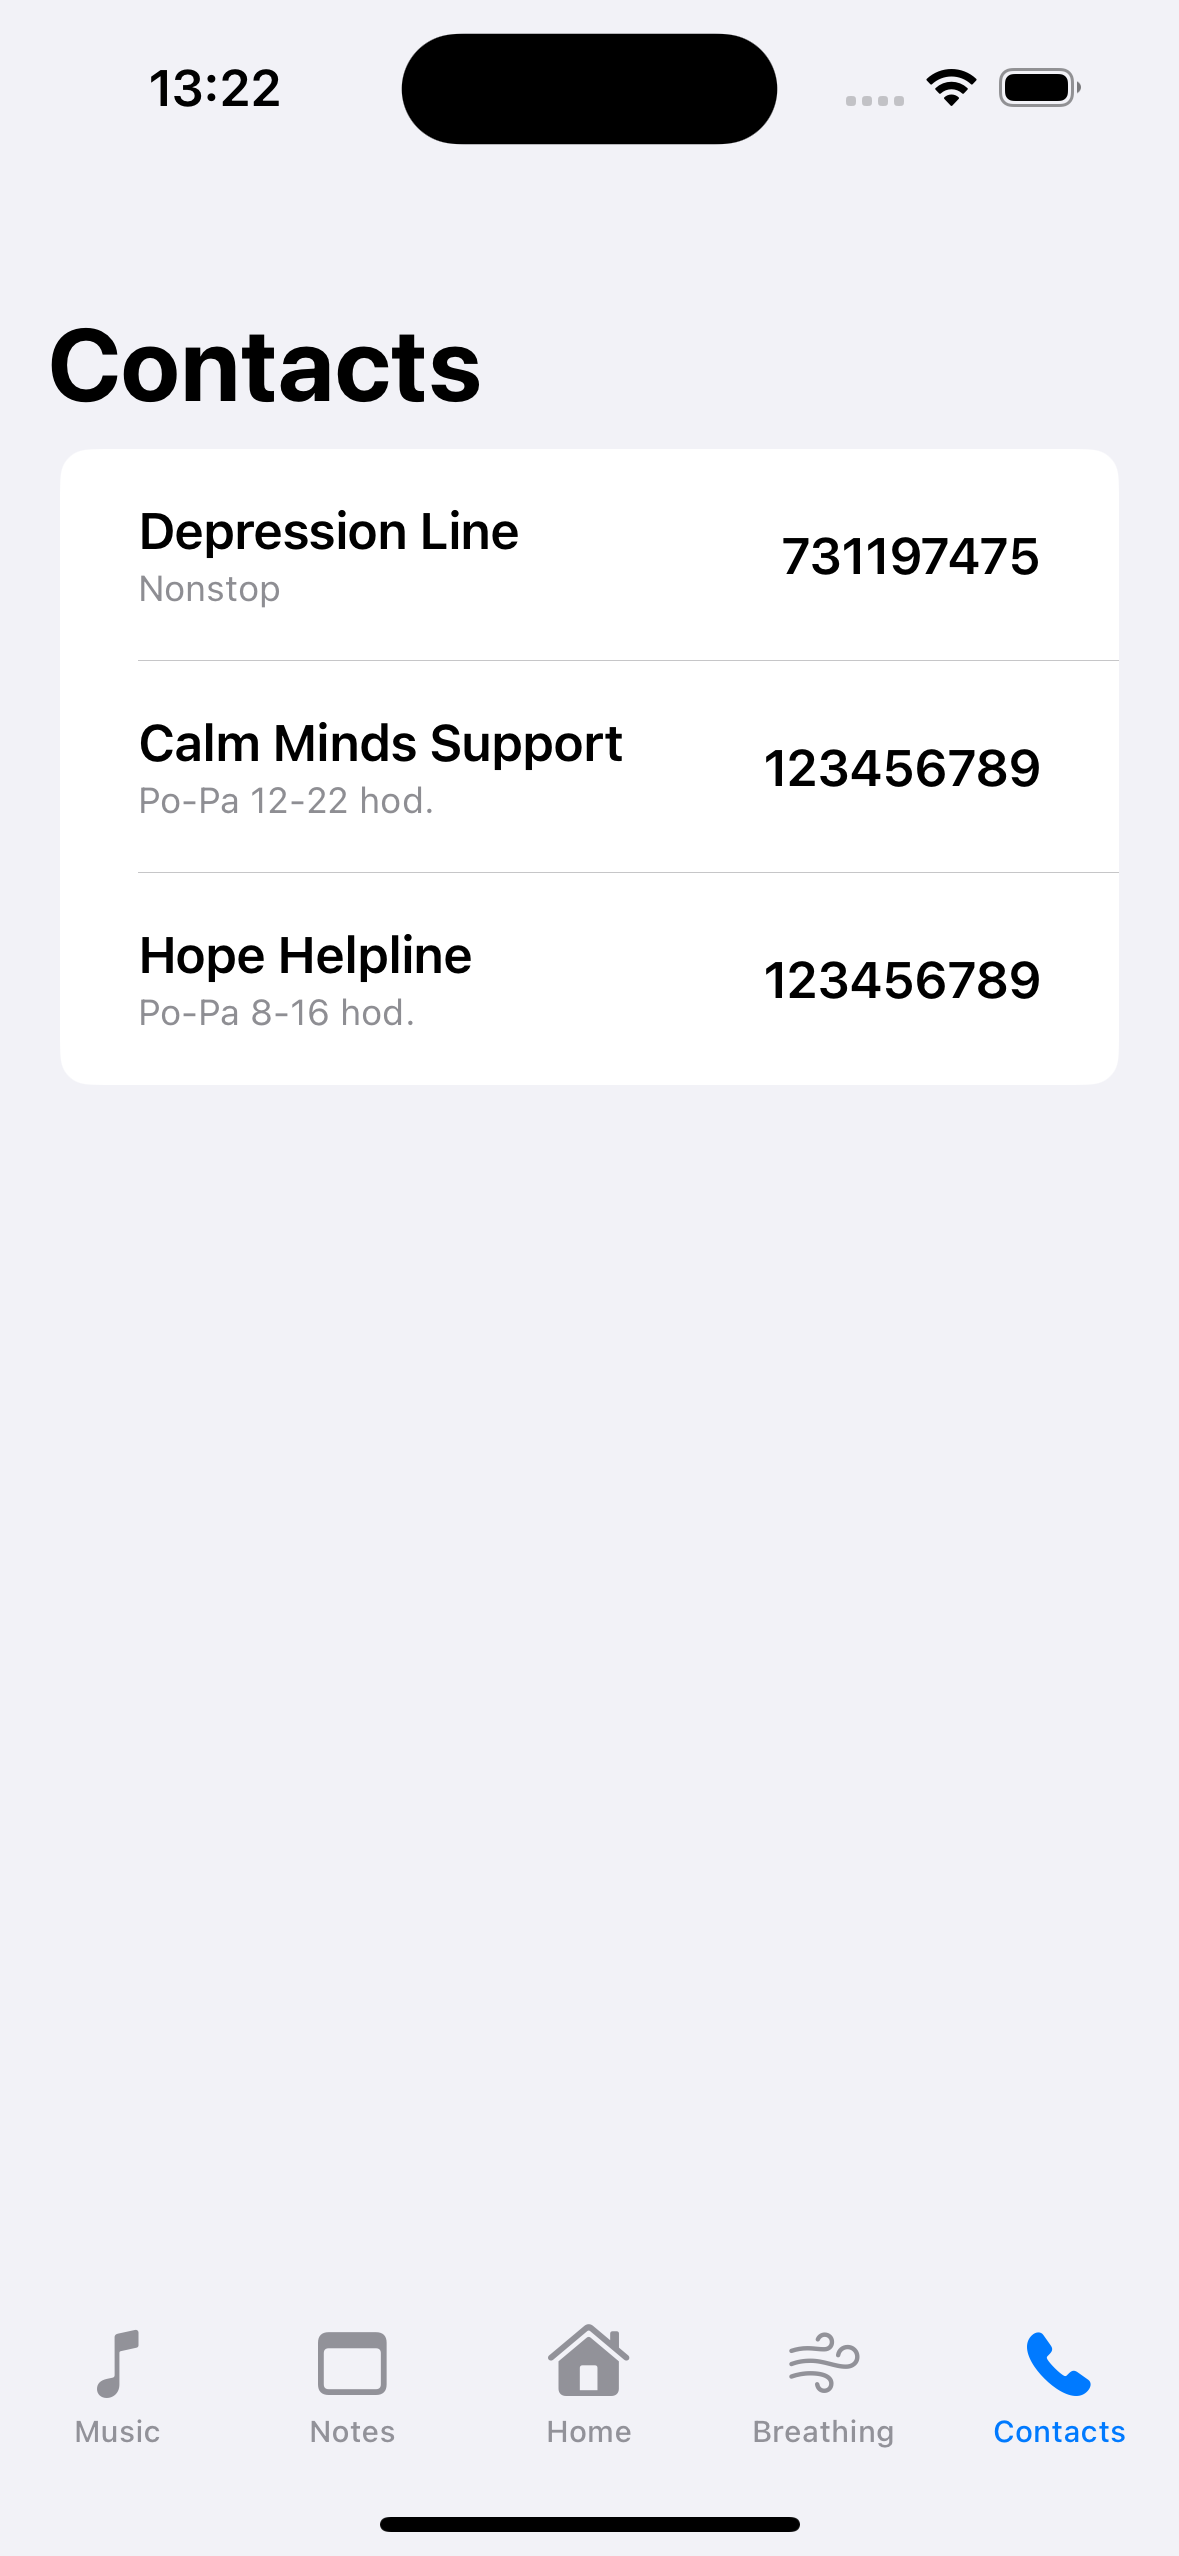 13:22
Contacts
Depression Line
Nonstop
731197475
Calm Minds Support
Po-Pa 12-22 hod.
123456789
Hope Helpline
Po-Pa 8-16 hod.
123456789
Music
Notes
Home
Breathing
Contacts